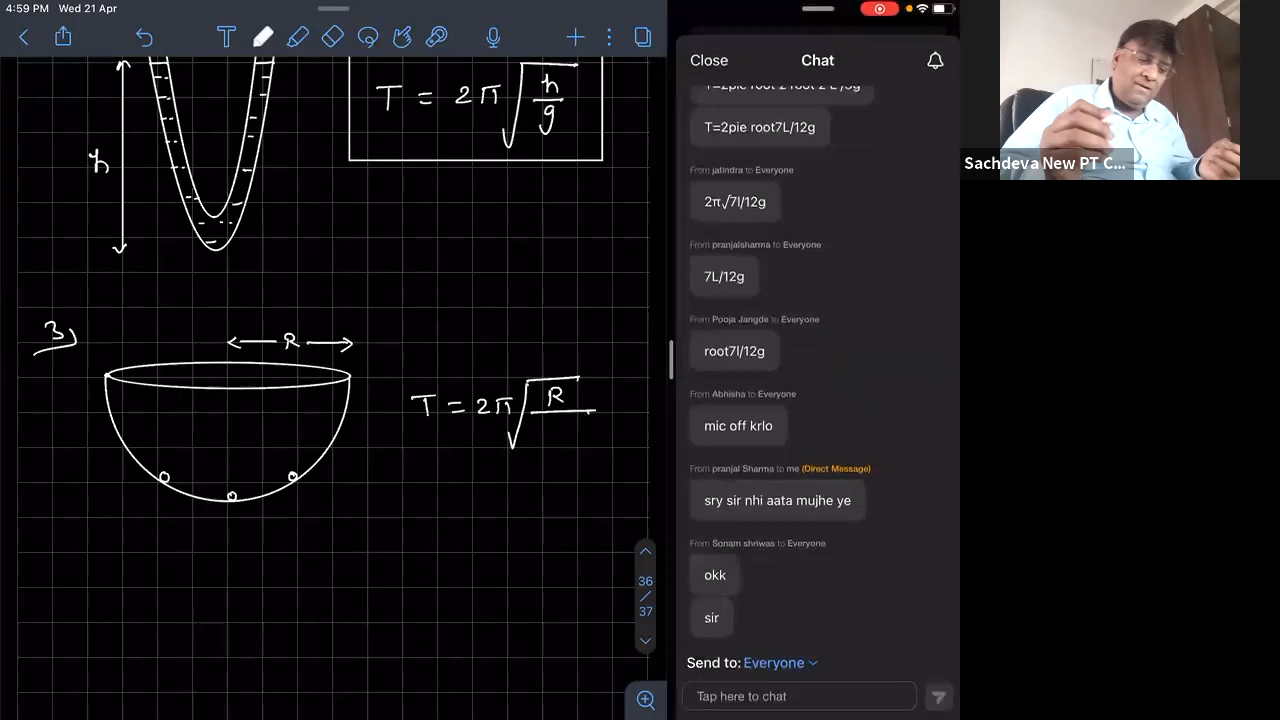 4:59 PM Wed 21 Apr
T = 2π √h/g
h
3)
R
T = 2π √R
36
37
Close
Chat
T=2pie root7L/12g
From jatindra to Everyone
2π√7l/12g
From pranjalsharma to Everyone
7L/12g
From Pooja Jangde to Everyone
root7l/12g
From Abhisha to Everyone
mic off krlo
From pranjal Sharma to me (Direct Message)
sry sir nhi aata mujhe ye
From Sonam shriwas to Everyone
okk
sir
Send to: Everyone
Tap here to chat
Sachdeva New PT C...